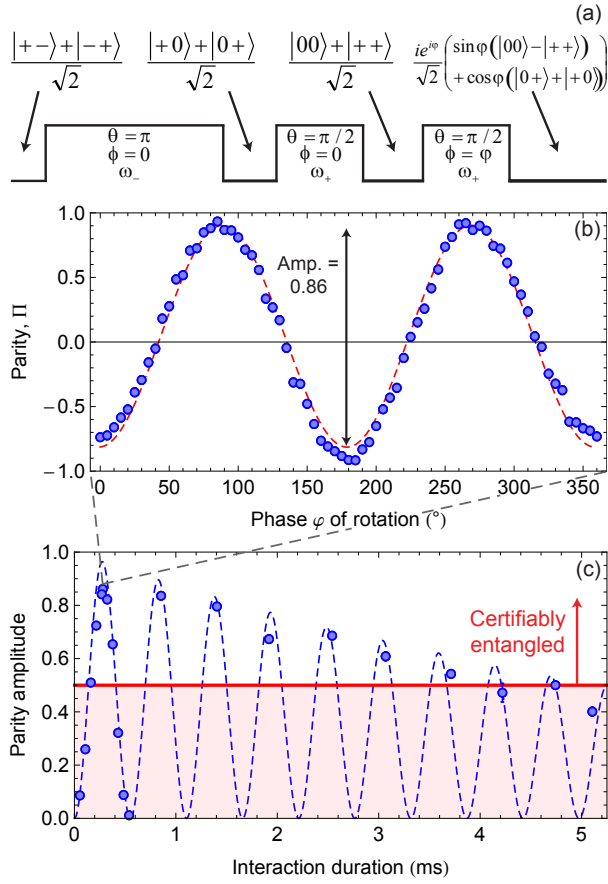 (a)
|+−⟩+|−+⟩ / √2
|+0⟩+|0+⟩ / √2
|00⟩+|++⟩ / √2
ie^{iφ} / √2 ( sinφ(|00⟩−|++⟩) + cosφ(|0+⟩+|+0⟩) )
θ = π
ϕ = 0
ω₋
θ = π/2
ϕ = 0
ω₊
θ = π/2
ϕ = φ
ω₊
(b)
Parity, Π
1.0
0.5
0.0
−0.5
−1.0
Amp. =
0.86
0 50 100 150 200 250 300 350
Phase φ of rotation (°)
(c)
Parity amplitude
1.0
0.8
0.6
0.4
0.2
0.0
Certifiably
entangled
0 1 2 3 4 5
Interaction duration (ms)